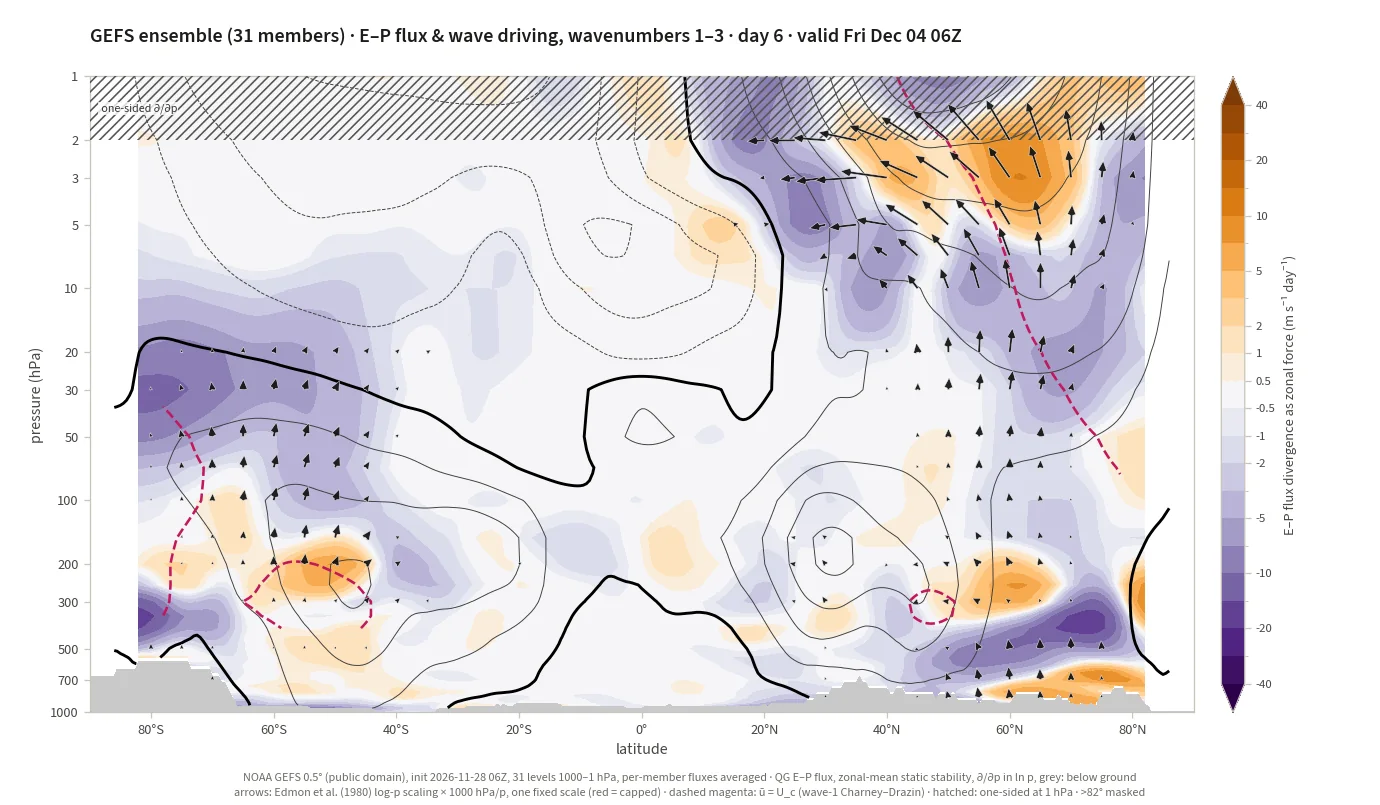 GEFS ensemble (31 members) · E–P flux & wave driving, wavenumbers 1–3 · day 6 · valid Fri Dec 04 06Z
one-sided ∂/∂p
pressure (hPa)
1
2
3
5
10
20
30
50
100
200
300
500
700
1000
80°S
60°S
40°S
20°S
0°
20°N
40°N
60°N
80°N
latitude
40
20
10
5
2
1
0.5
-0.5
-1
-2
-5
-10
-20
-40
E–P flux divergence as zonal force (m s⁻¹ day⁻¹)
NOAA GEFS 0.5° (public domain), init 2026-11-28 06Z, 31 levels 1000–1 hPa, per-member fluxes averaged · QG E–P flux, zonal-mean static stability, ∂/∂p in ln p, grey: below ground
arrows: Edmon et al. (1980) log-p scaling × 1000 hPa/p, one fixed scale (red = capped) · dashed magenta: ū = U_c (wave-1 Charney–Drazin) · hatched: one-sided at 1 hPa · >82° masked